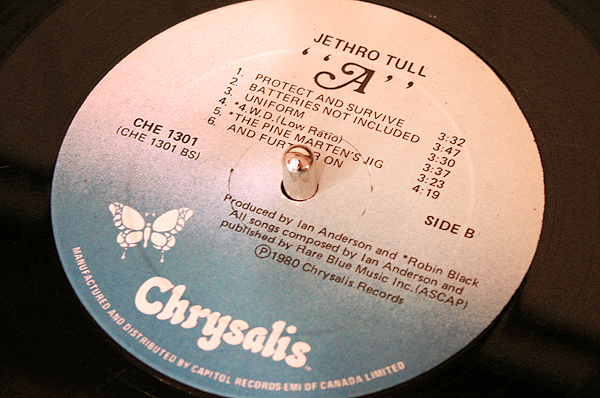 JETHRO TULL
"A"
1. PROTECT AND SURVIVE 3:32
2. BATTERIES NOT INCLUDED 3:47
3. UNIFORM 3:30
4. *4.W.D. (Low Ratio) 3:37
5. *THE PINE MARTEN'S JIG 3:23
6. AND FURTHER ON 4:19
CHE 1301
(CHE 1301 BS)
SIDE B
Produced by Ian Anderson and *Robin Black
All songs composed by Ian Anderson and
published by Rare Blue Music Inc. (ASCAP)
Ⓟ1980 Chrysalis Records
Chrysalis™
MANUFACTURED AND DISTRIBUTED BY CAPITOL RECORDS-EMI OF CANADA LIMITED